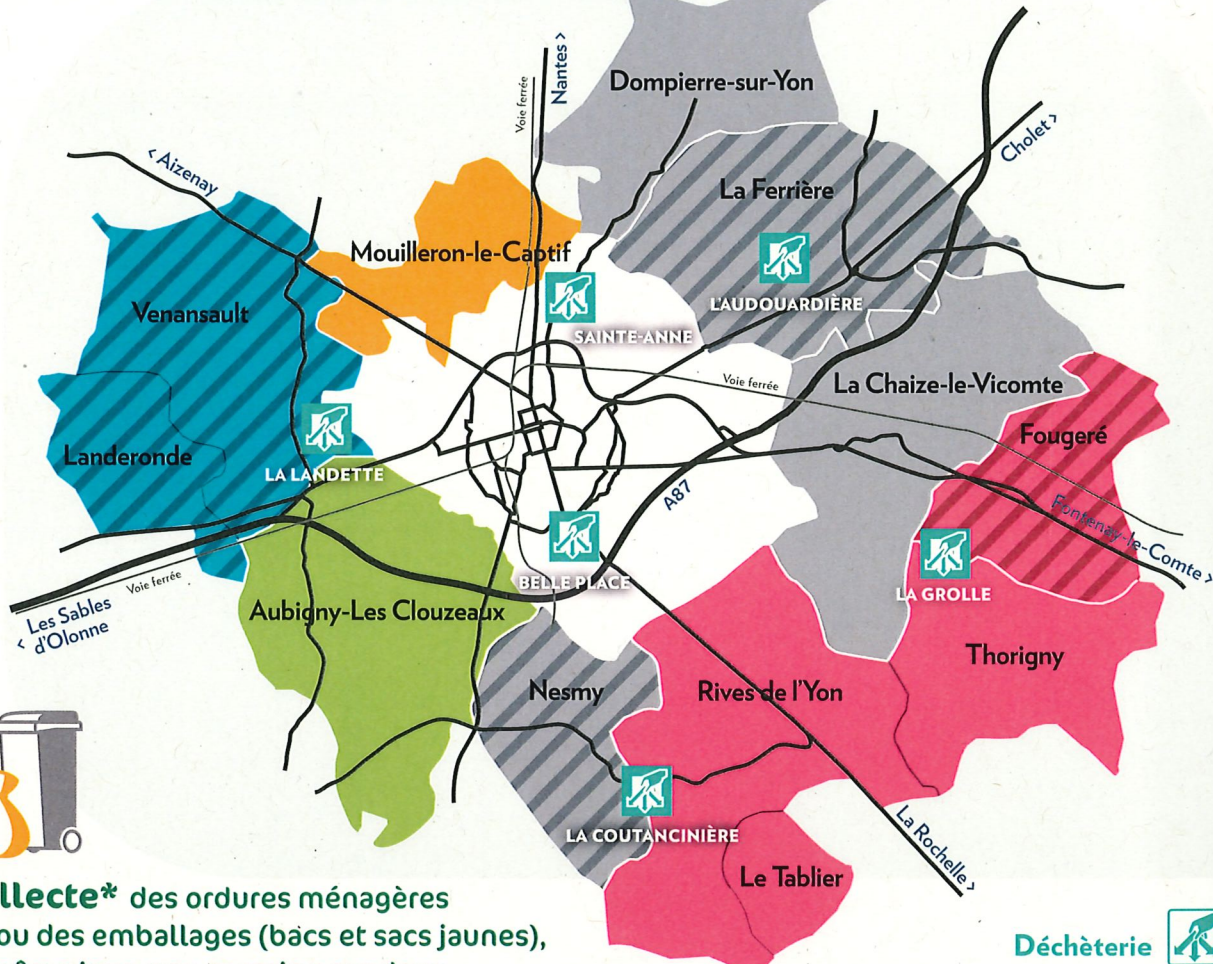 Nantes >
Voie ferrée
Dompierre-sur-Yon
Cholet >
< Aizenay
La Ferrière
Mouilleron-le-Captif
L'AUDOUARDIÈRE
Venansault
SAINTE-ANNE
La Chaize-le-Vicomte
Voie ferrée
Fougeré
Landeronde
LA LANDETTE
A87
Fontenay-le-Comte >
BELLE PLACE
Voie ferrée
LA GROLLE
< Les Sables
d'Olonne
Aubigny-Les Clouzeaux
Thorigny
Nesmy
Rives de l'Yon
LA COUTANCINIÈRE
La Rochelle >
Le Tablier
llecte* des ordures ménagères
ou des emballages (bacs et sacs jaunes),
Déchèterie